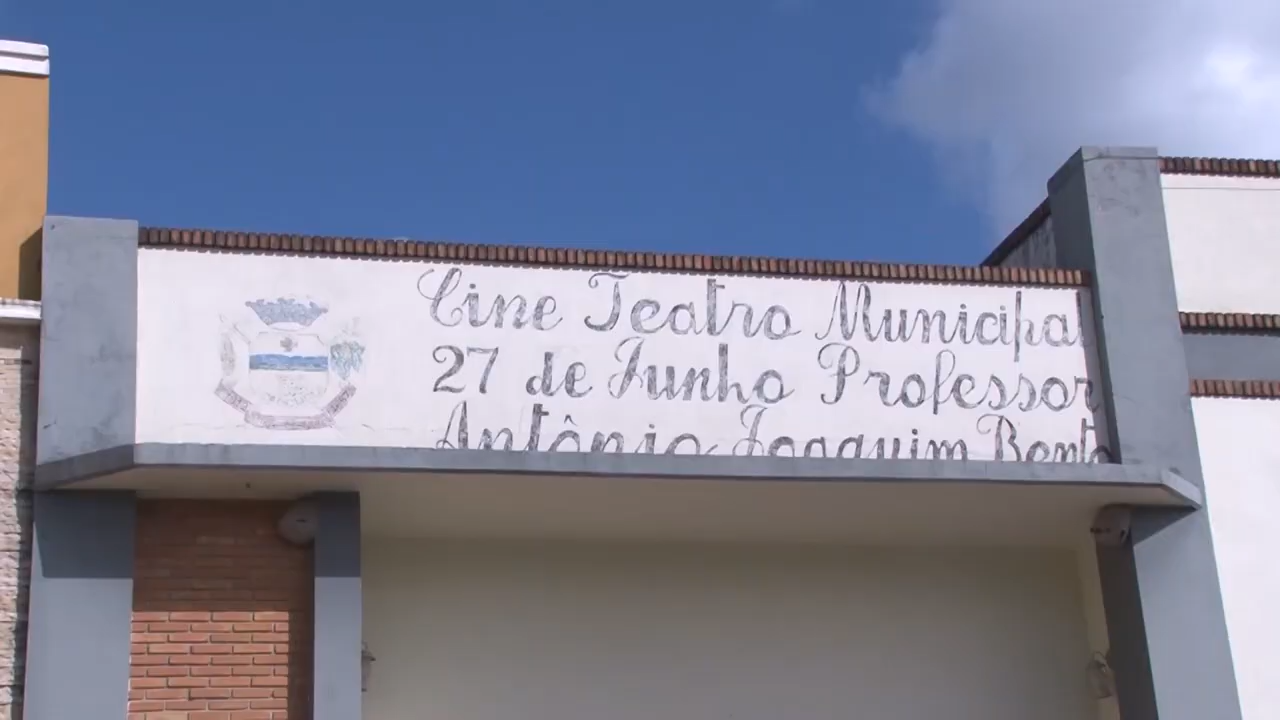 Cine Teatro Municipal
27 de Junho Professor
Antônio Joaquim Bento